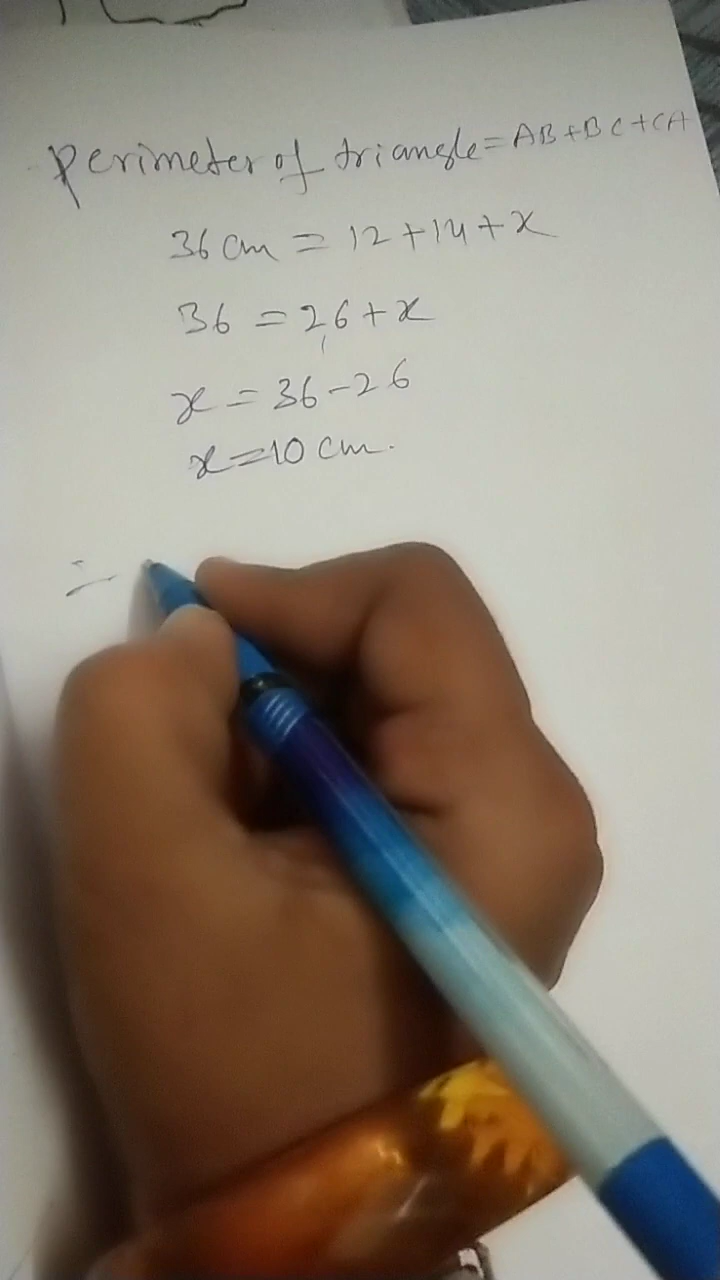 Perimeter of triangle = AB + BC + CA
36 cm = 12 + 14 + x
36 = 26 + x
x = 36 - 26
x = 10 cm.